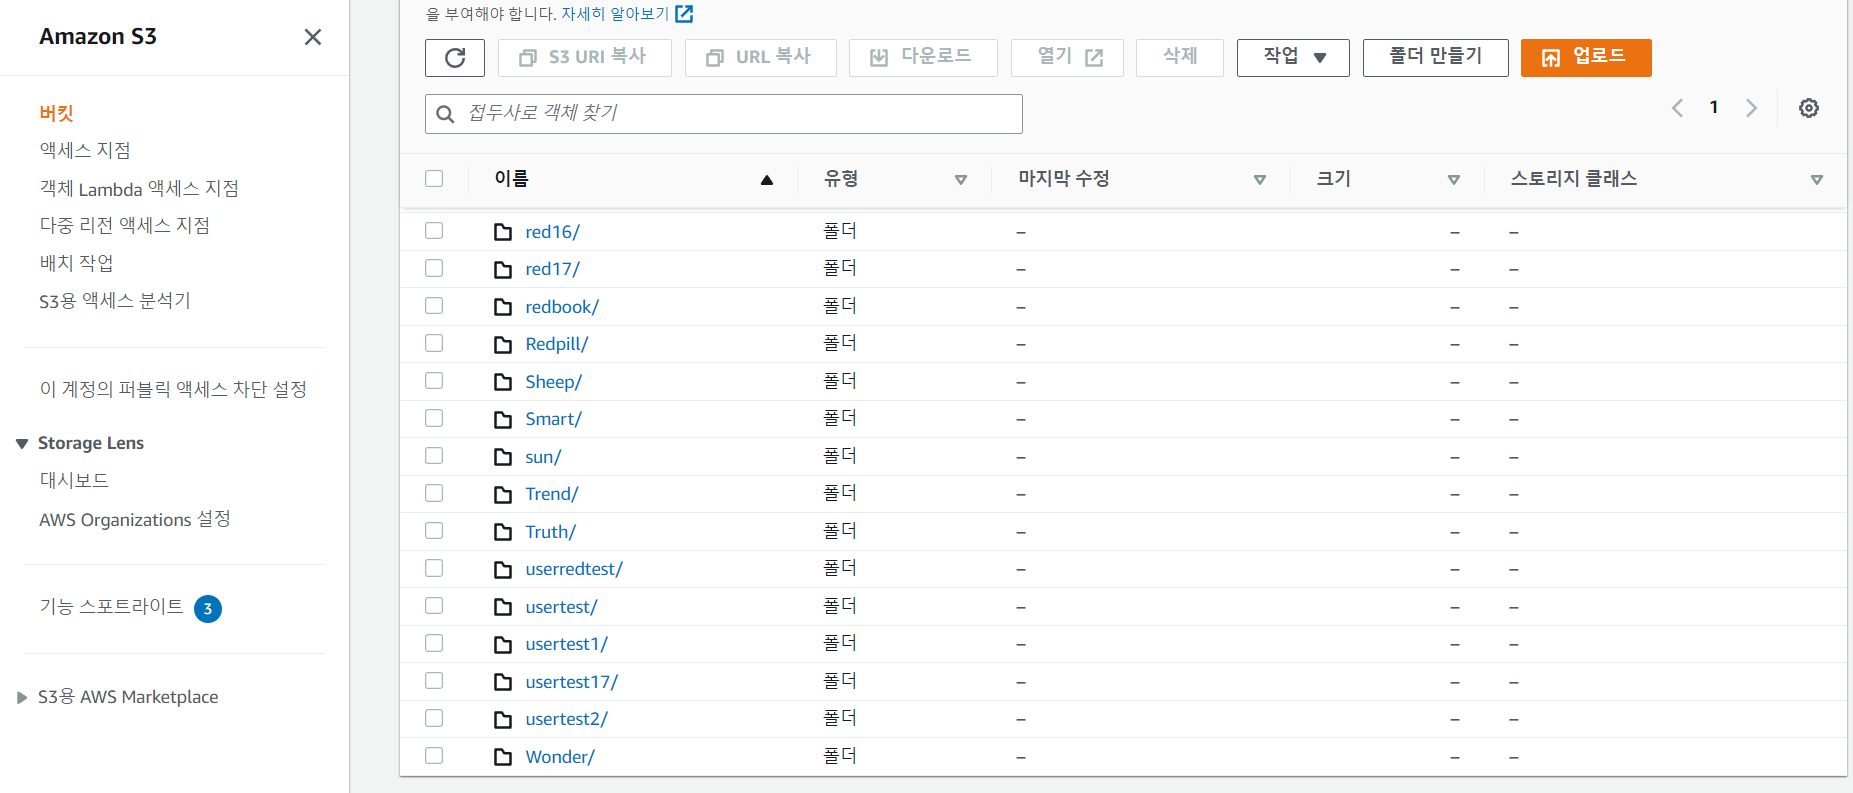 Amazon S3
버킷
액세스 지점
객체 Lambda 액세스 지점
다중 리전 액세스 지점
배치 작업
S3용 액세스 분석기
이 계정의 퍼블릭 액세스 차단 설정
Storage Lens
대시보드
AWS Organizations 설정
기능 스포트라이트 3
S3용 AWS Marketplace
을 부여해야 합니다. 자세히 알아보기
S3 URI 복사 URL 복사 다운로드 열기 삭제 작업 폴더 만들기 업로드
접두사로 객체 찾기 1
이름 유형 마지막 수정 크기 스토리지 클래스
red16/ 폴더 – – –
red17/ 폴더 – – –
redbook/ 폴더 – – –
Redpill/ 폴더 – – –
Sheep/ 폴더 – – –
Smart/ 폴더 – – –
sun/ 폴더 – – –
Trend/ 폴더 – – –
Truth/ 폴더 – – –
userredtest/ 폴더 – – –
usertest/ 폴더 – – –
usertest1/ 폴더 – – –
usertest17/ 폴더 – – –
usertest2/ 폴더 – – –
Wonder/ 폴더 – – –